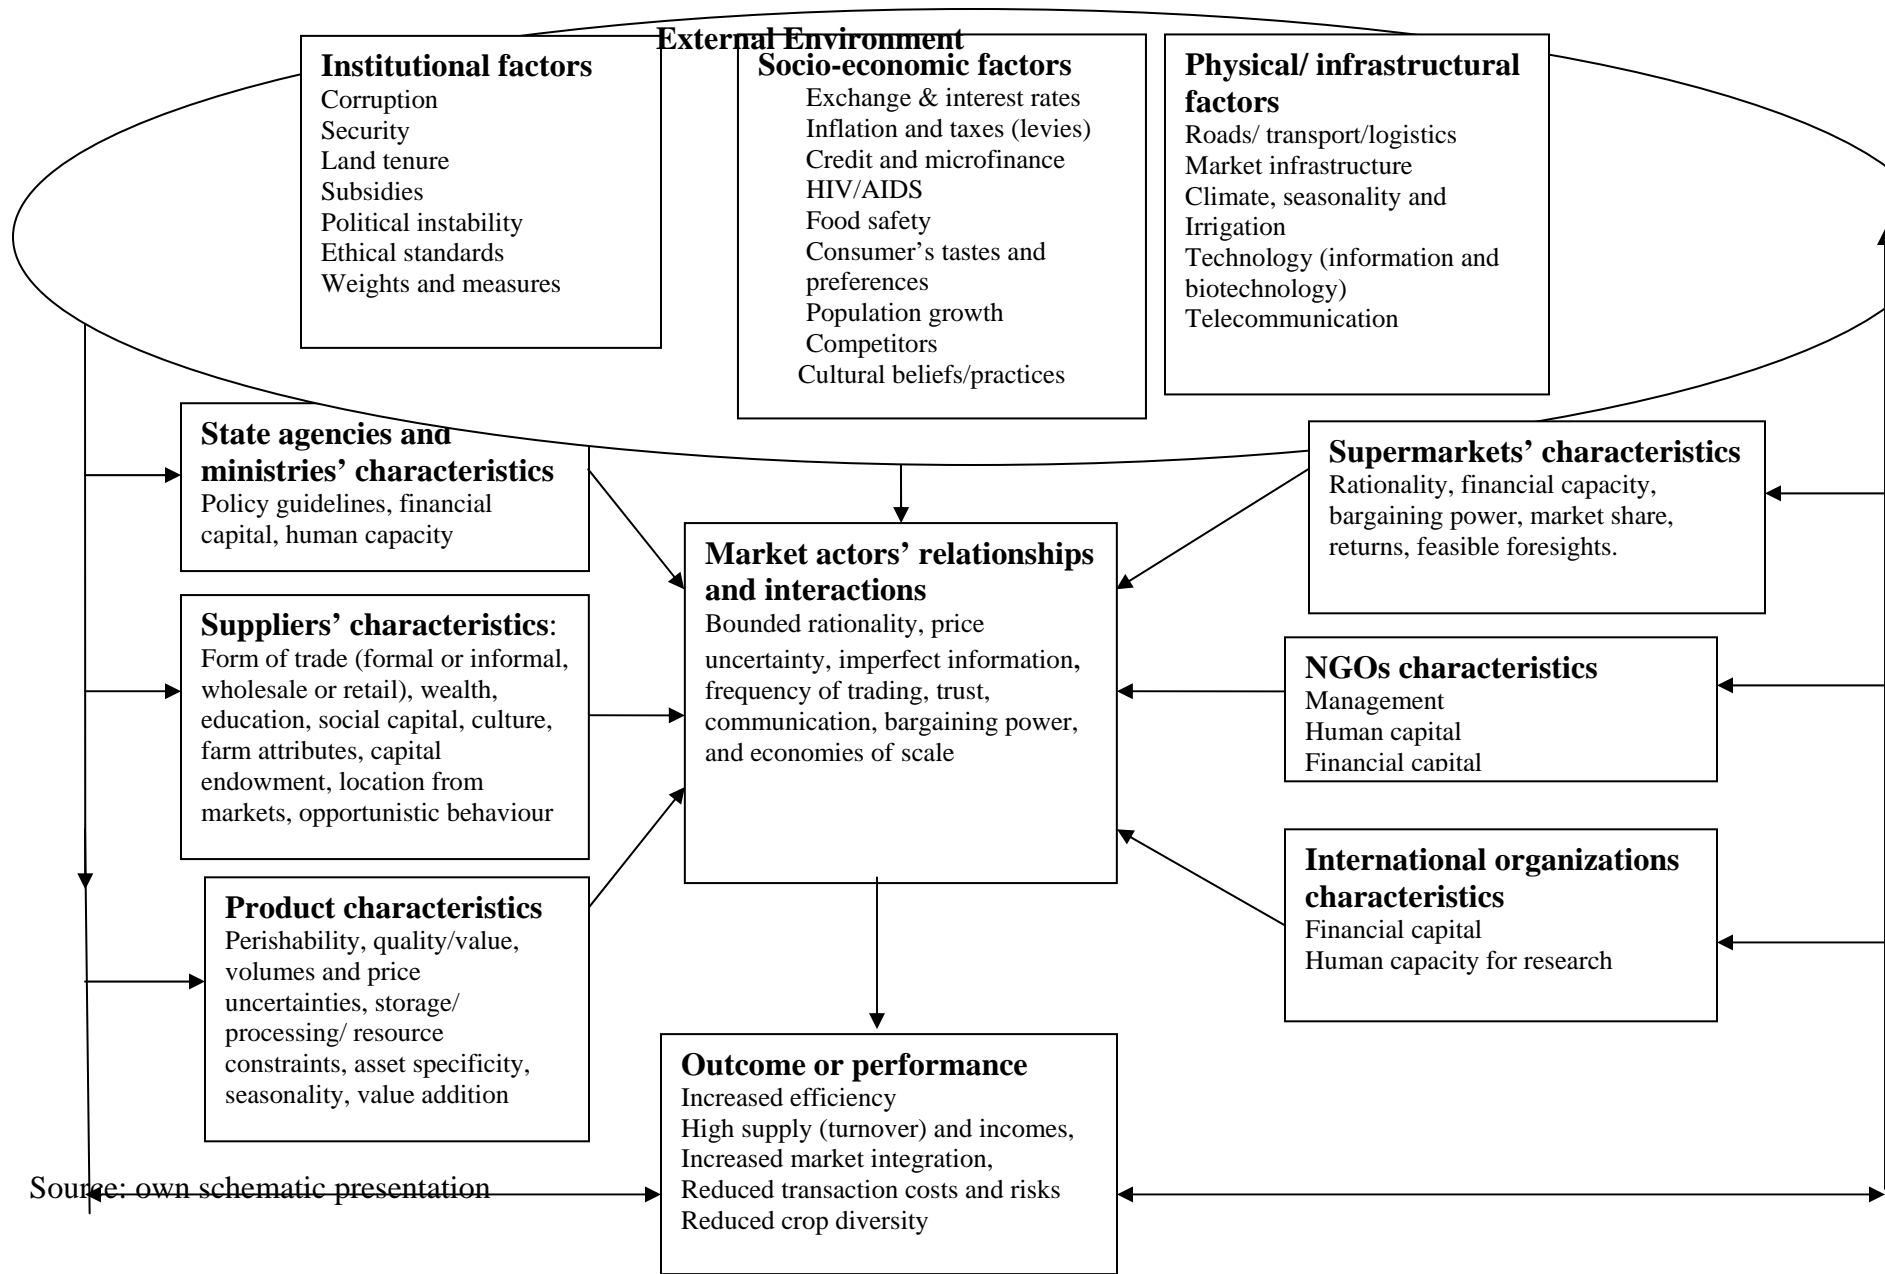 External Environment
Institutional factors
Corruption
Security
Land tenure
Subsidies
Political instability
Ethical standards
Weights and measures
Socio-economic factors
Exchange & interest rates
Inflation and taxes (levies)
Credit and microfinance
HIV/AIDS
Food safety
Consumer’s tastes and
preferences
Population growth
Competitors
Cultural beliefs/practices
Physical/ infrastructural
factors
Roads/ transport/logistics
Market infrastructure
Climate, seasonality and
Irrigation
Technology (information and
biotechnology)
Telecommunication
State agencies and
ministries’ characteristics
Policy guidelines, financial
capital, human capacity
Suppliers’ characteristics:
Form of trade (formal or informal,
wholesale or retail), wealth,
education, social capital, culture,
farm attributes, capital
endowment, location from
markets, opportunistic behaviour
Product characteristics
Perishability, quality/value,
volumes and price
uncertainties, storage/
processing/ resource
constraints, asset specificity,
seasonality, value addition
Market actors’ relationships
and interactions
Bounded rationality, price
uncertainty, imperfect information,
frequency of trading, trust,
communication, bargaining power,
and economies of scale
Supermarkets’ characteristics
Rationality, financial capacity,
bargaining power, market share,
returns, feasible foresights.
NGOs characteristics
Management
Human capital
Financial capital
International organizations
characteristics
Financial capital
Human capacity for research
Outcome or performance
Increased efficiency
High supply (turnover) and incomes,
Increased market integration,
Reduced transaction costs and risks
Reduced crop diversity
Source: own schematic presentation